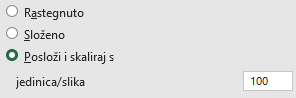 Rastegnuto
Složeno
Posloži i skaliraj s
jedinica/slika 100